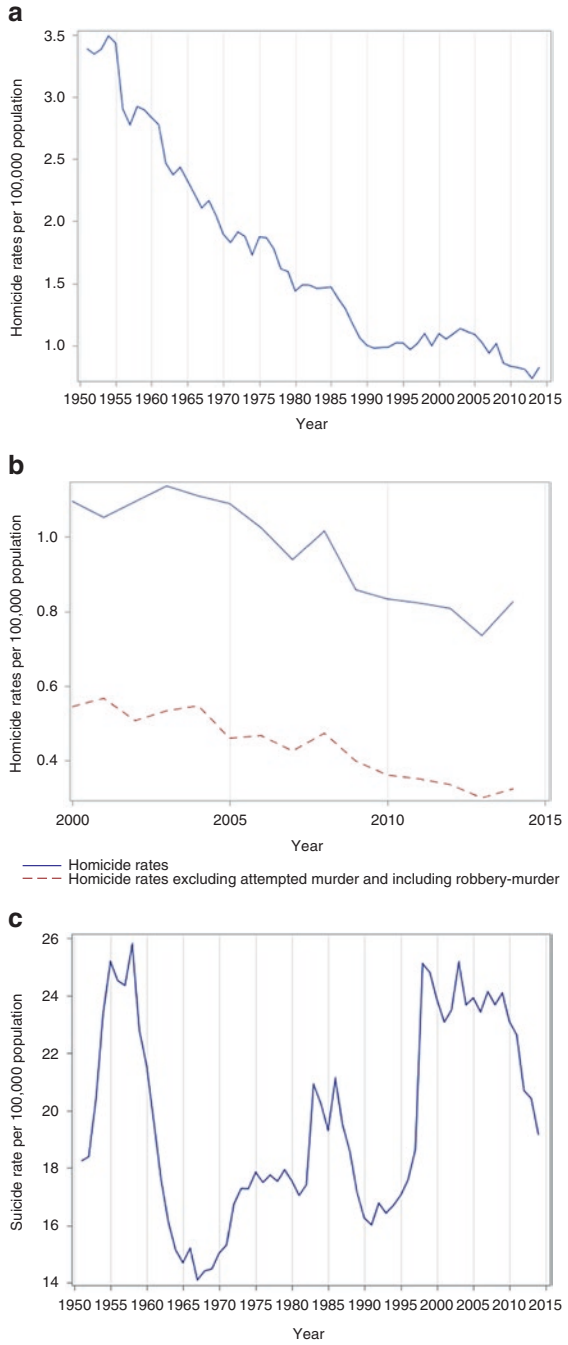 a
Homicide rates per 100,000 population
3.5
3.0
2.5
2.0
1.5
1.0
1950 1955 1960 1965 1970 1975 1980 1985 1990 1995 2000 2005 2010 2015
Year
b
Homicide rates per 100,000 population
1.0
0.8
0.6
0.4
2000 2005 2010 2015
Year
Homicide rates
Homicide rates excluding attempted murder and including robbery-murder
c
Suicide rate per 100,000 population
26
24
22
20
18
16
14
1950 1955 1960 1965 1970 1975 1980 1985 1990 1995 2000 2005 2010 2015
Year